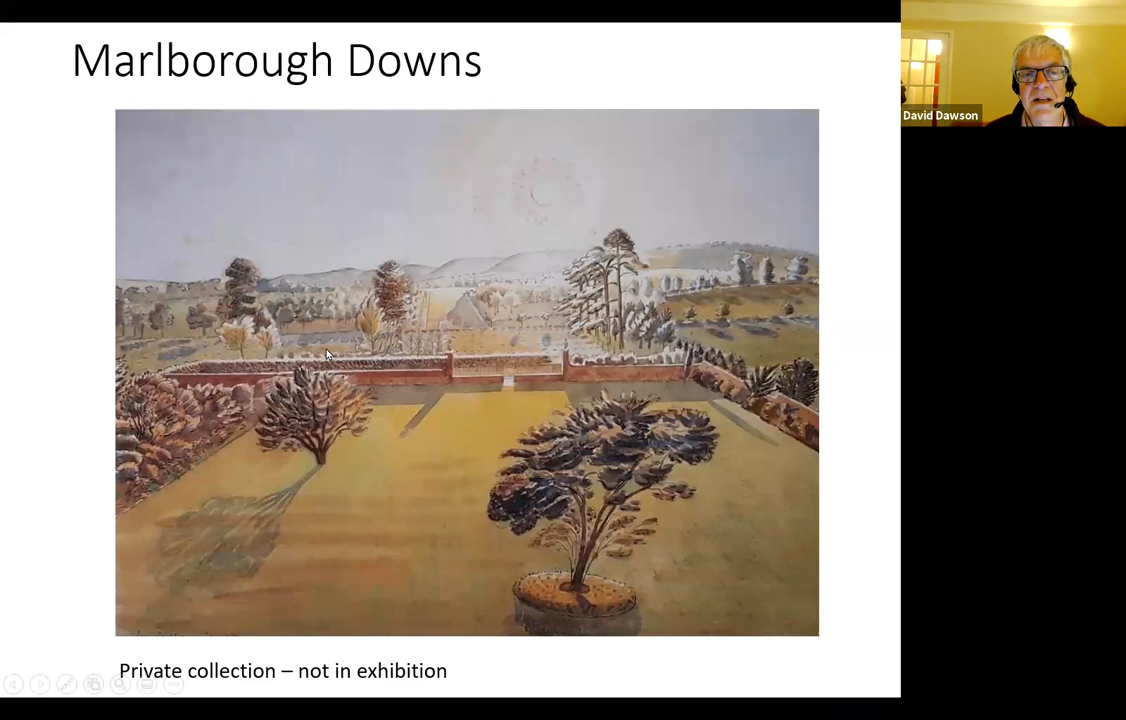 Marlborough Downs
David Dawson
Private collection – not in exhibition